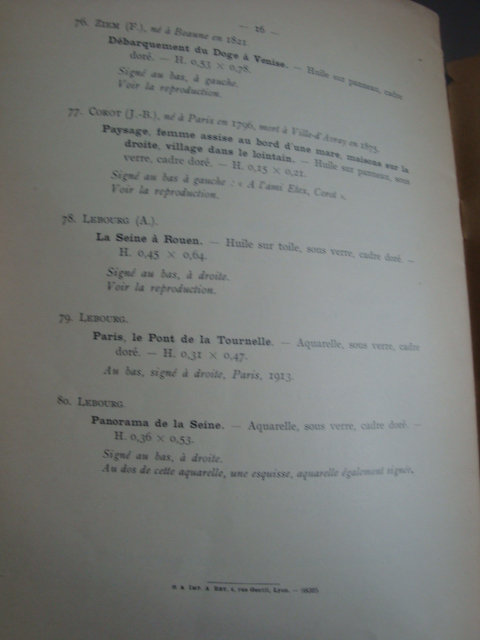 — 16 —
76. ZIEM (F.), né à Beaune en 1821
Débarquement du Doge à Venise. — Huile sur panneau, cadre
doré. — H. 0,53 × 0,78.
Signé au bas, à gauche.
Voir la reproduction.
77. COROT (J.-B.), né à Paris en 1796, mort à Ville-d'Avray en 1875.
Paysage, femme assise au bord d'une mare, maisons sur la
droite, village dans le lointain. — Huile sur panneau, sous
verre, cadre doré. — H. 0,15 × 0,21.
Signé au bas à gauche : « A l'ami Etex, Corot ».
Voir la reproduction.
78. LEBOURG (A.).
La Seine à Rouen. — Huile sur toile, sous verre, cadre doré. —
H. 0,45 × 0,64.
Signé au bas, à droite.
Voir la reproduction.
79. LEBOURG.
Paris, le Pont de la Tournelle. — Aquarelle, sous verre, cadre
doré. — H. 0,31 × 0,47.
Au bas, signé à droite, Paris, 1913.
80. LEBOURG
Panorama de la Seine. — Aquarelle, sous verre, cadre doré. —
H. 0,36 × 0,53.
Signé au bas, à droite.
Au dos de cette aquarelle, une esquisse, aquarelle également signée.
IMP. A. REY, 4, rue GENTIL, LYON. —